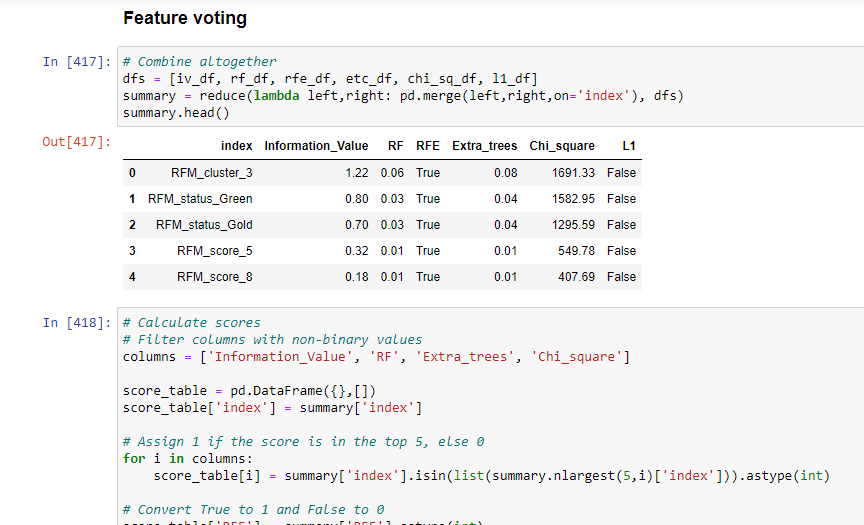 Feature voting
In [417]: # Combine altogether
dfs = [iv_df, rf_df, rfe_df, etc_df, chi_sq_df, l1_df]
summary = reduce(lambda left,right: pd.merge(left,right,on='index'), dfs)
summary.head()
Out[417]:
index Information_Value RF RFE Extra_trees Chi_square L1
0 RFM_cluster_3 1.22 0.06 True 0.08 1691.33 False
1 RFM_status_Green 0.80 0.03 True 0.04 1582.95 False
2 RFM_status_Gold 0.70 0.03 True 0.04 1295.59 False
3 RFM_score_5 0.32 0.01 True 0.01 549.78 False
4 RFM_score_8 0.18 0.01 True 0.01 407.69 False
In [418]: # Calculate scores
# Filter columns with non-binary values
columns = ['Information_Value', 'RF', 'Extra_trees', 'Chi_square']
score_table = pd.DataFrame({},[])
score_table['index'] = summary['index']
# Assign 1 if the score is in the top 5, else 0
for i in columns:
score_table[i] = summary['index'].isin(list(summary.nlargest(5,i)['index'])).astype(int)
# Convert True to 1 and False to 0